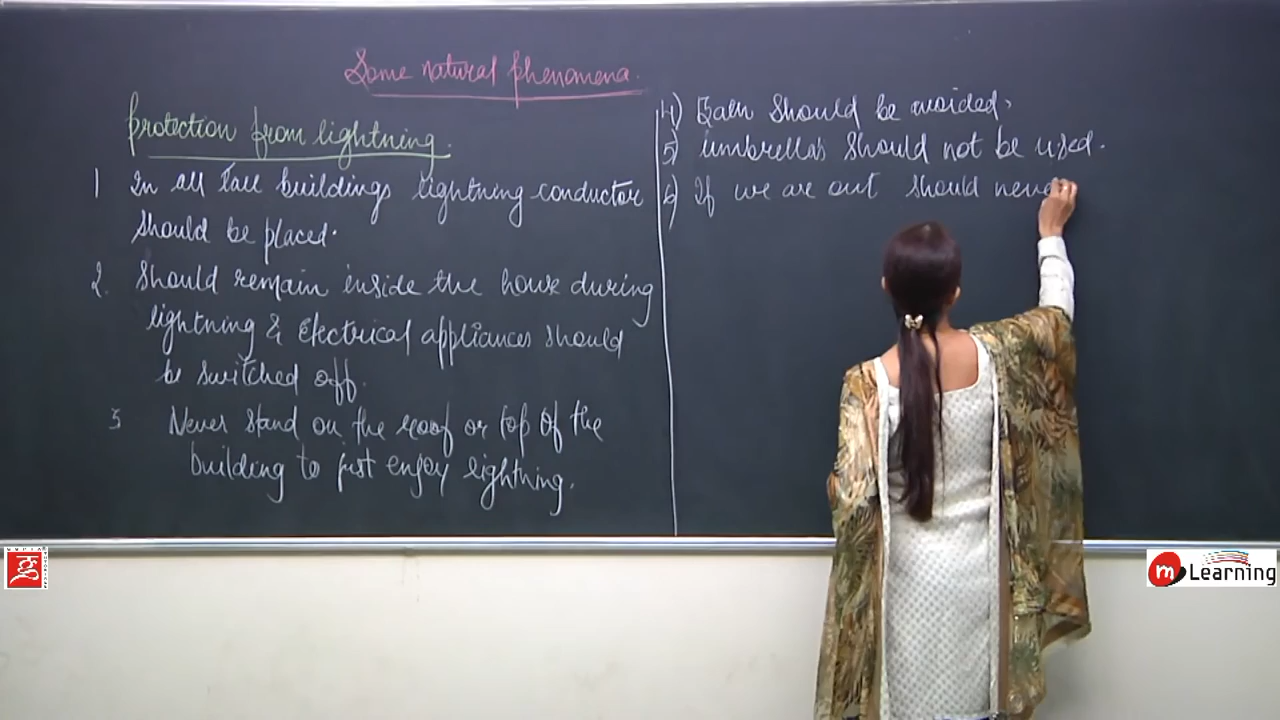 Some natural phenomena.
Protection from lightning.
1 In all Tall buildings lightning conductor
should be placed.
2. Should remain inside the house during
lightning & Electrical appliances should
be switched off.
3 Never stand on the roof or top of the
building to just enjoy lightning.
4) Bath should be avoided.
5) Umbrellas should not be used.
6) If we are out should never
m Learning